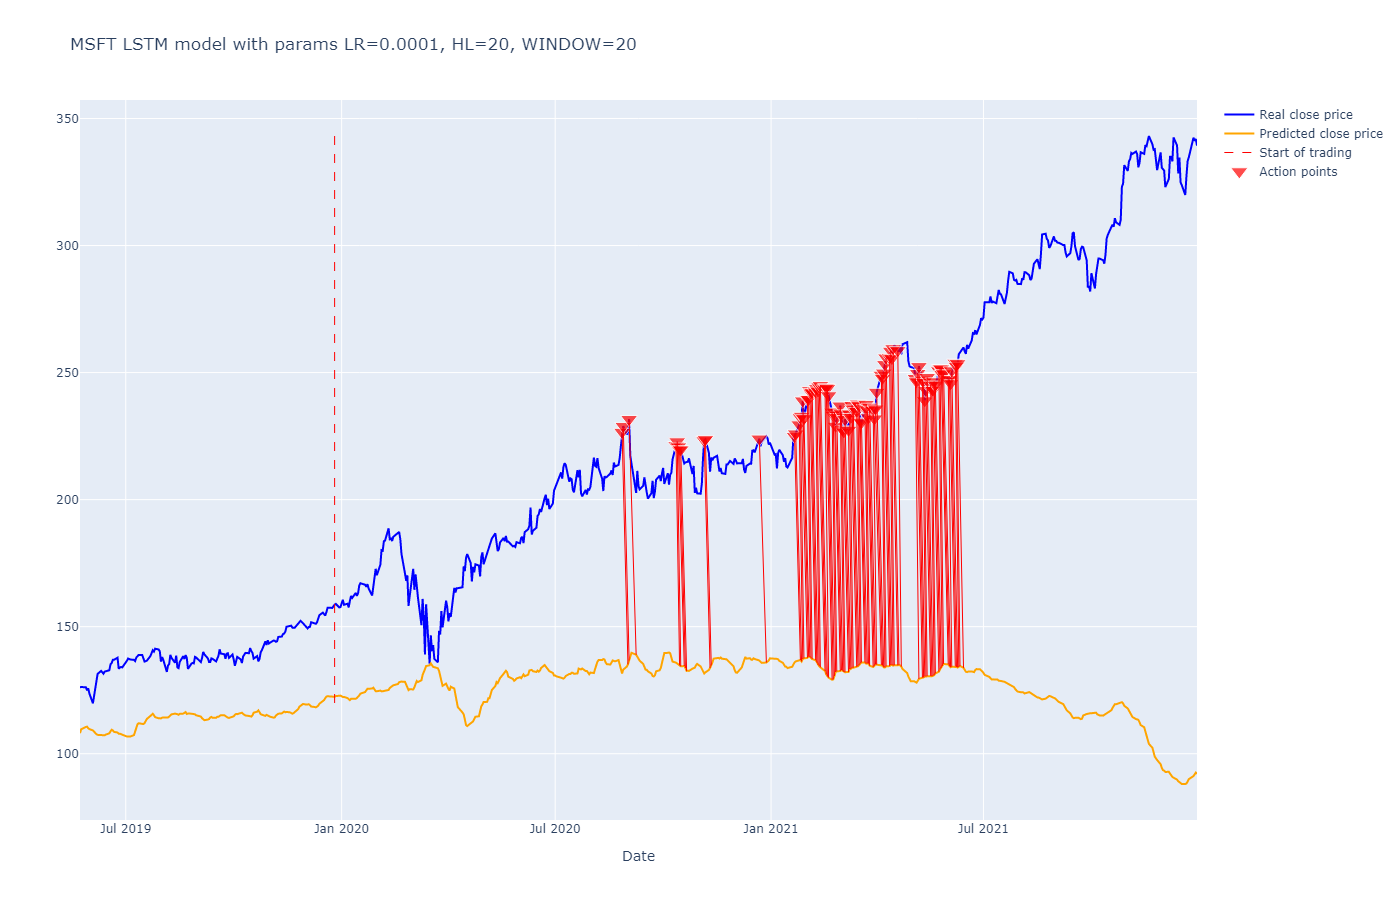 MSFT LSTM model with params LR=0.0001, HL=20, WINDOW=20
350
300
250
200
150
100
Jul 2019
Jan 2020
Jul 2020
Jan 2021
Jul 2021
Date
Real close price
Predicted close price
Start of trading
Action points